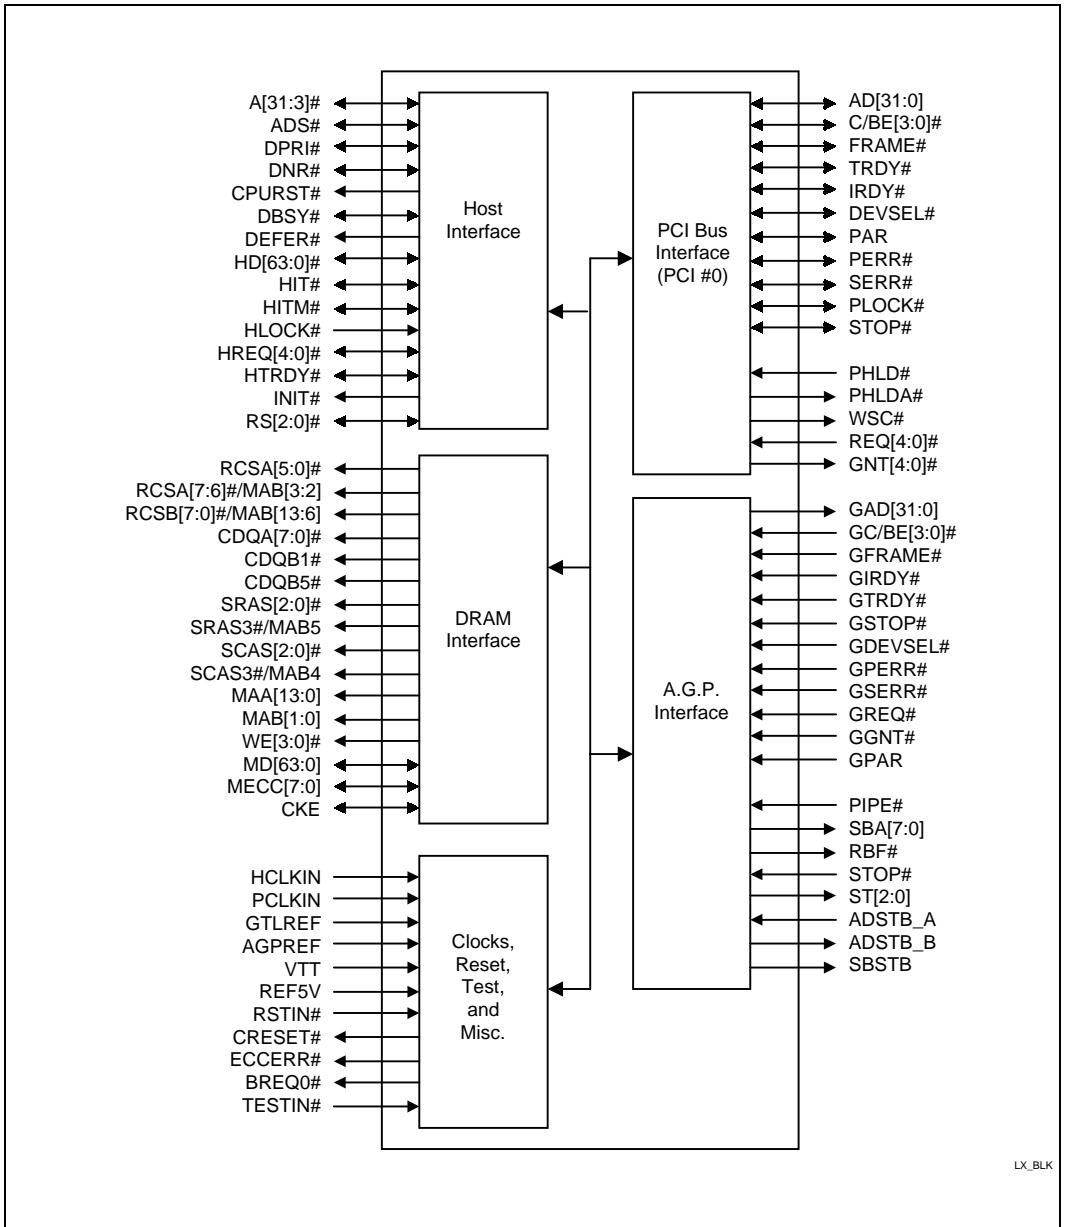 A[31:3]#
ADS#
DPRI#
DNR#
CPURST#
DBSY#
DEFER#
HD[63:0]#
HIT#
HITM#
HLOCK#
HREQ[4:0]#
HTRDY#
INIT#
RS[2:0]#
Host
Interface
RCSA[5:0]#
RCSA[7:6]#/MAB[3:2]
RCSB[7:0]#/MAB[13:6]
CDQA[7:0]#
CDQB1#
CDQB5#
SRAS[2:0]#
SRAS3#/MAB5
SCAS[2:0]#
SCAS3#/MAB4
MAA[13:0]
MAB[1:0]
WE[3:0]#
MD[63:0]
MECC[7:0]
CKE
DRAM
Interface
HCLKIN
PCLKIN
GTLREF
AGPREF
VTT
REF5V
RSTIN#
CRESET#
ECCERR#
BREQ0#
TESTIN#
Clocks,
Reset,
Test,
and
Misc.
PCI Bus
Interface
(PCI #0)
AD[31:0]
C/BE[3:0]#
FRAME#
TRDY#
IRDY#
DEVSEL#
PAR
PERR#
SERR#
PLOCK#
STOP#
PHLD#
PHLDA#
WSC#
REQ[4:0]#
GNT[4:0]#
A.G.P.
Interface
GAD[31:0]
GC/BE[3:0]#
GFRAME#
GIRDY#
GTRDY#
GSTOP#
GDEVSEL#
GPERR#
GSERR#
GREQ#
GGNT#
GPAR
PIPE#
SBA[7:0]
RBF#
STOP#
ST[2:0]
ADSTB_A
ADSTB_B
SBSTB
LX_BLK